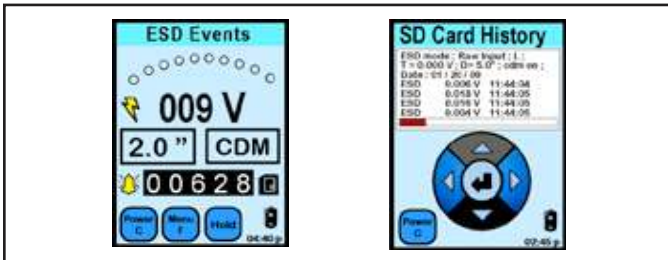 ESD Events
009 V
2.0 " CDM
00628
Power C Menu F Hold
04:40 p
SD Card History
ESD mode : Raw Input ; L ;
T = 0.000 V ; D= 5.0" ; cdm on ;
Date : 01 / 20 / 09
ESD 0.006 V 11:44:04
ESD 0.018 V 11:44:05
ESD 0.016 V 11:44:05
ESD 0.004 V 11:44:05
Power C
02:45 p